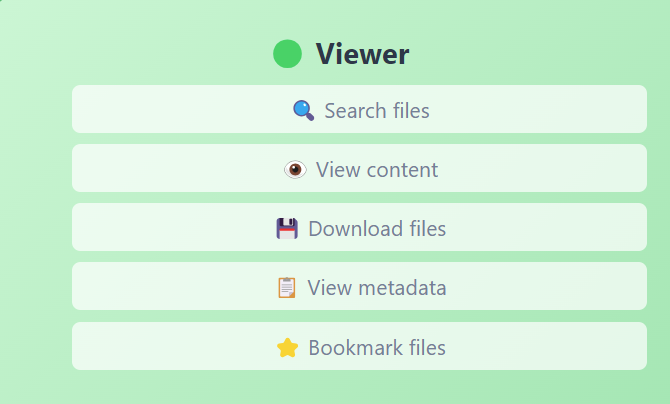 Viewer
Search files
View content
Download files
View metadata
Bookmark files